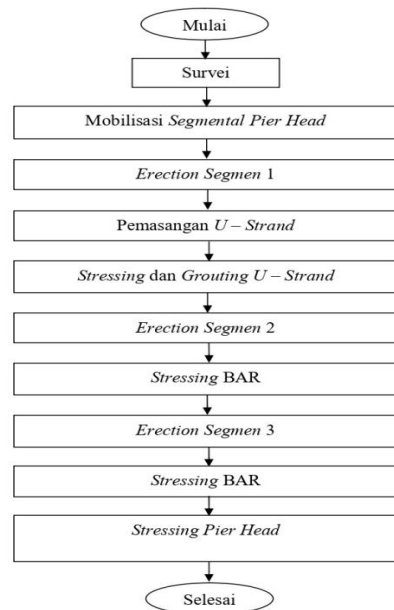 Mulai
Survei
Mobilisasi Segmental Pier Head
Erection Segmen 1
Pemasangan U – Strand
Stressing dan Grouting U – Strand
Erection Segmen 2
Stressing BAR
Erection Segmen 3
Stressing BAR
Stressing Pier Head
Selesai